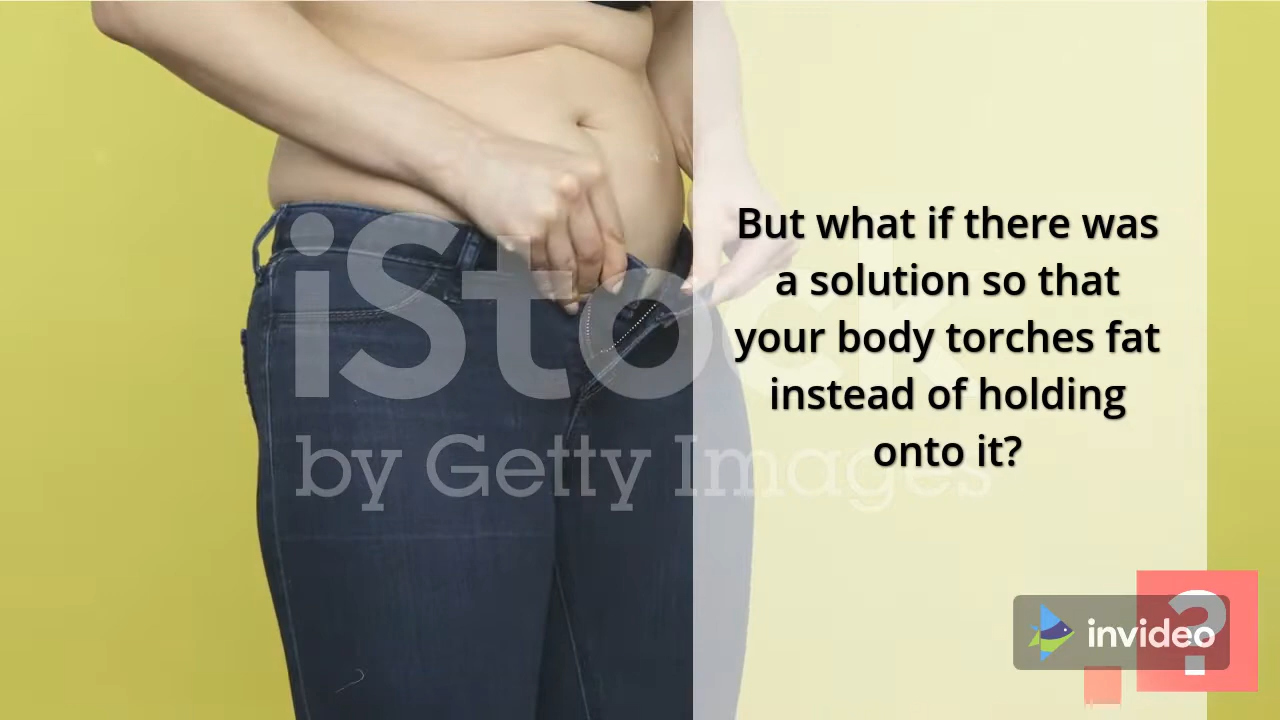 But what if there was
a solution so that
your body torches fat
instead of holding
onto it?
iStock
by Getty Images
invideo
?